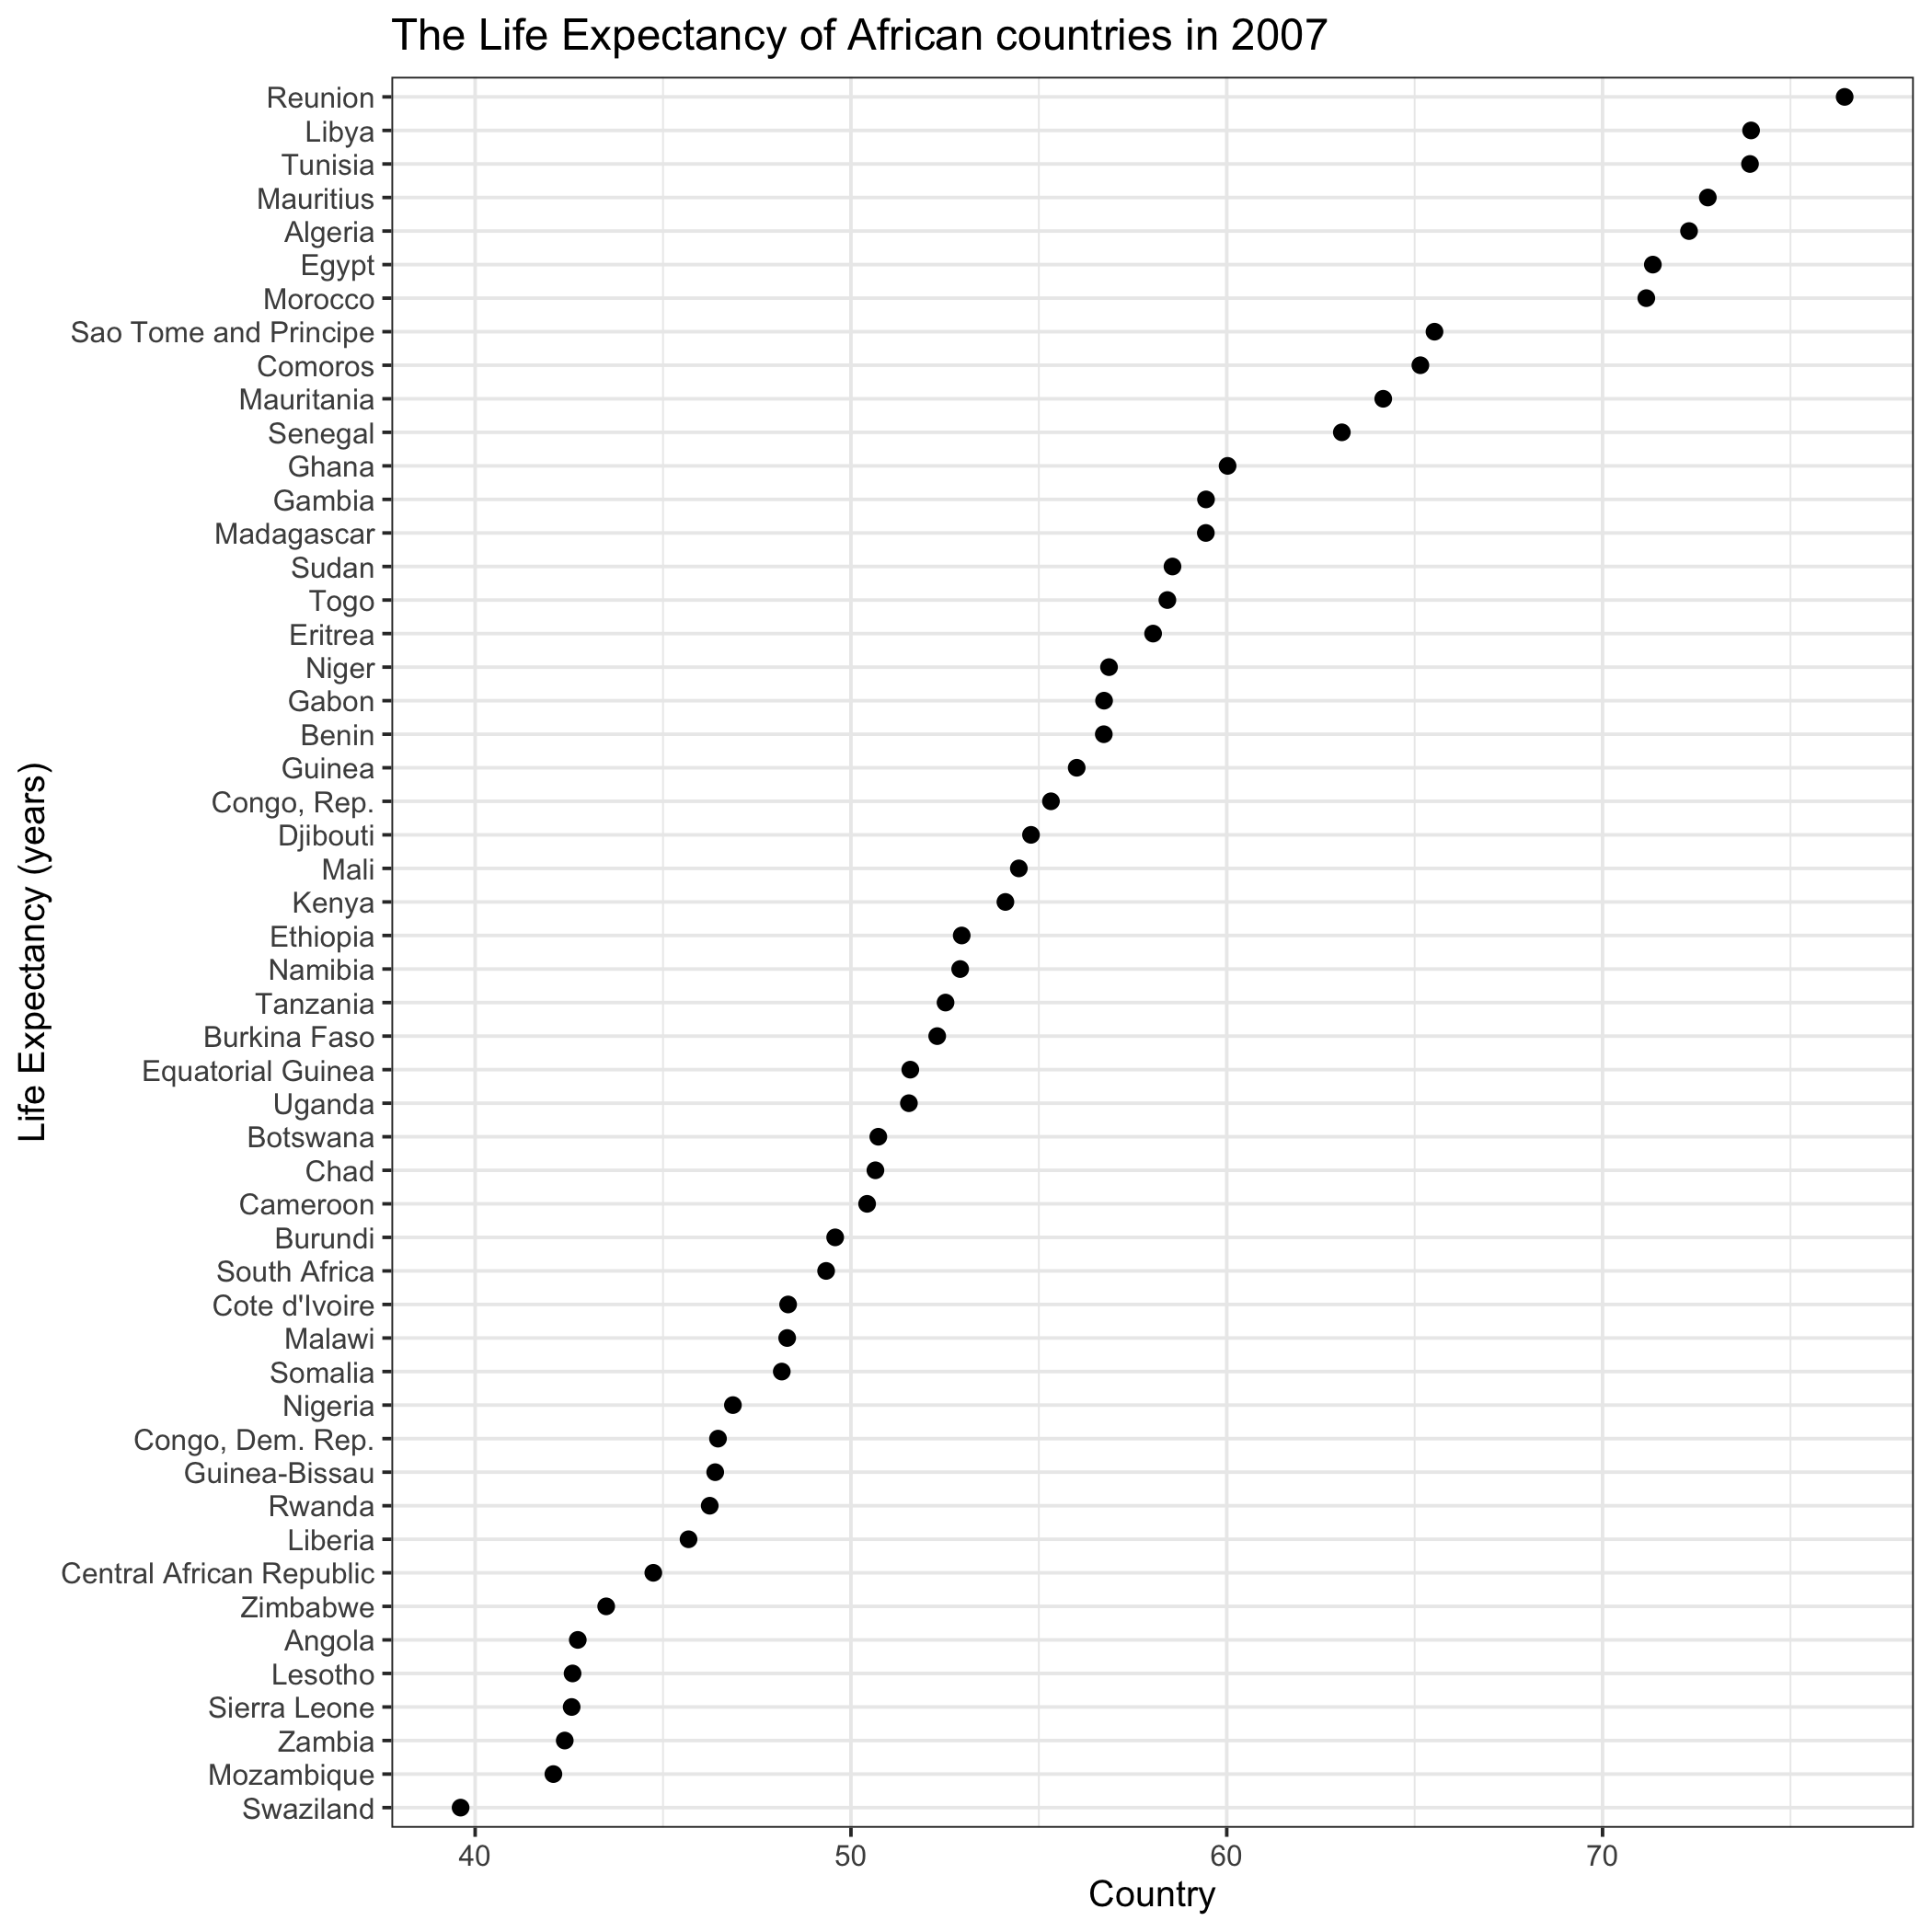 The Life Expectancy of African countries in 2007
Reunion
Libya
Tunisia
Mauritius
Algeria
Egypt
Morocco
Sao Tome and Principe
Comoros
Mauritania
Senegal
Ghana
Gambia
Madagascar
Sudan
Togo
Eritrea
Niger
Gabon
Benin
Guinea
Congo, Rep.
Djibouti
Mali
Kenya
Ethiopia
Namibia
Tanzania
Burkina Faso
Equatorial Guinea
Uganda
Botswana
Chad
Cameroon
Burundi
South Africa
Cote d'Ivoire
Malawi
Somalia
Nigeria
Congo, Dem. Rep.
Guinea-Bissau
Rwanda
Liberia
Central African Republic
Zimbabwe
Angola
Lesotho
Sierra Leone
Zambia
Mozambique
Swaziland
Life Expectancy (years)
40 50 60 70
Country